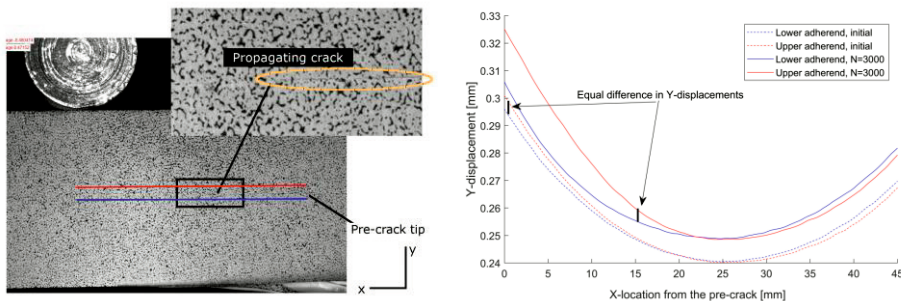 Propagating crack
Pre-crack tip
y
x
Lower adherend, initial
Upper adherend, initial
Lower adherend, N=3000
Upper adherend, N=3000
Equal difference in Y-displacements
Y-displacement [mm]
0.33
0.32
0.31
0.3
0.29
0.28
0.27
0.26
0.25
0.24
0 5 10 15 20 25 30 35 40 45
X-location from the pre-crack [mm]